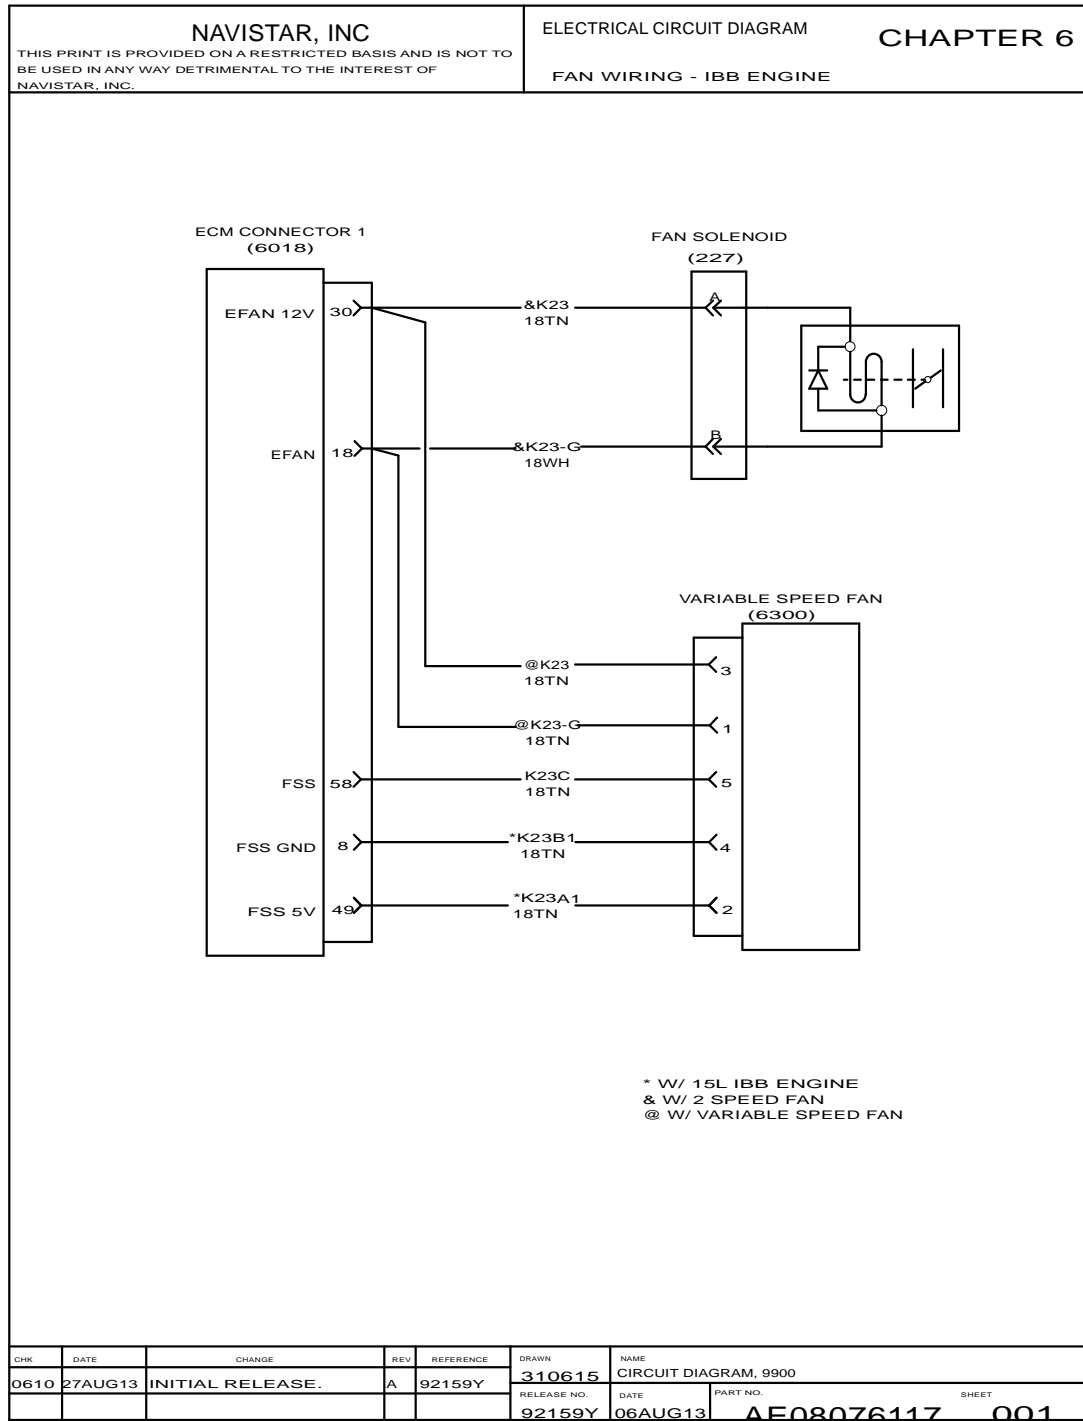 NAVISTAR, INC
THIS PRINT IS PROVIDED ON A RESTRICTED BASIS AND IS NOT TO
BE USED IN ANY WAY DETRIMENTAL TO THE INTEREST OF
NAVISTAR, INC.
ELECTRICAL CIRCUIT DIAGRAM
CHAPTER 6
FAN WIRING - IBB ENGINE
ECM CONNECTOR 1
(6018)
FAN SOLENOID
(227)
EFAN 12V 30
&K23
18TN
A
EFAN 18
&K23-G
18WH
B
VARIABLE SPEED FAN
(6300)
@K23
18TN
3
@K23-G
18TN
1
FSS 58
K23C
18TN
5
FSS GND 8
*K23B1
18TN
4
FSS 5V 49
*K23A1
18TN
2
* W/ 15L IBB ENGINE
& W/ 2 SPEED FAN
@ W/ VARIABLE SPEED FAN
CHK DATE CHANGE REV REFERENCE
0610 27AUG13 INITIAL RELEASE. A 92159Y
DRAWN
310615
NAME
CIRCUIT DIAGRAM, 9900
RELEASE NO.
92159Y
DATE
06AUG13
PART NO.
AE08076117
SHEET
001